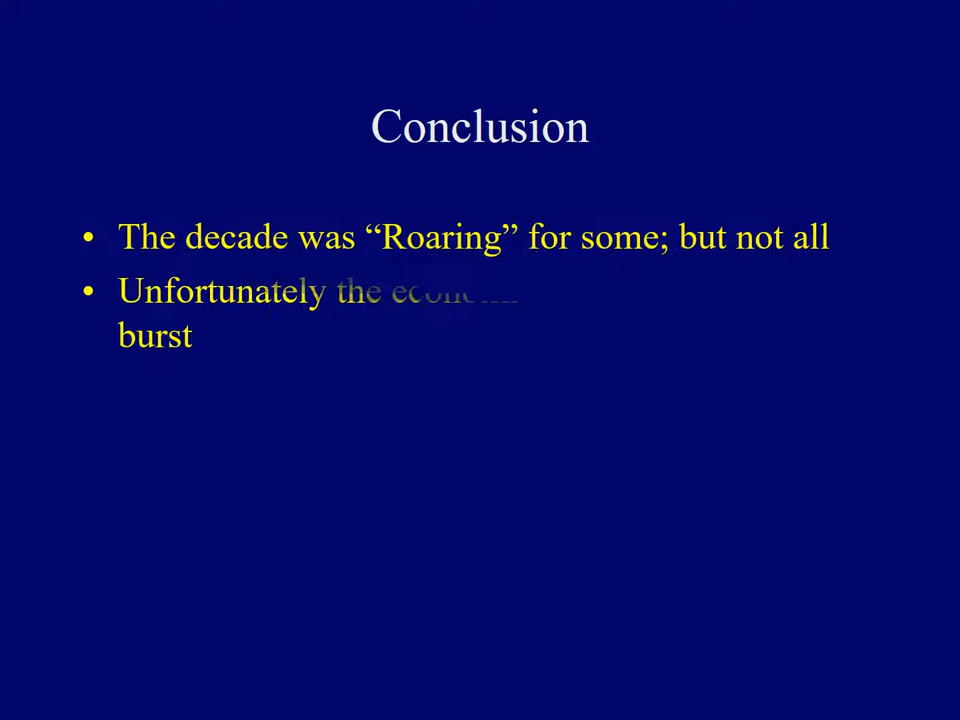 Conclusion
• The decade was “Roaring” for some; but not all
• Unfortunately the
burst